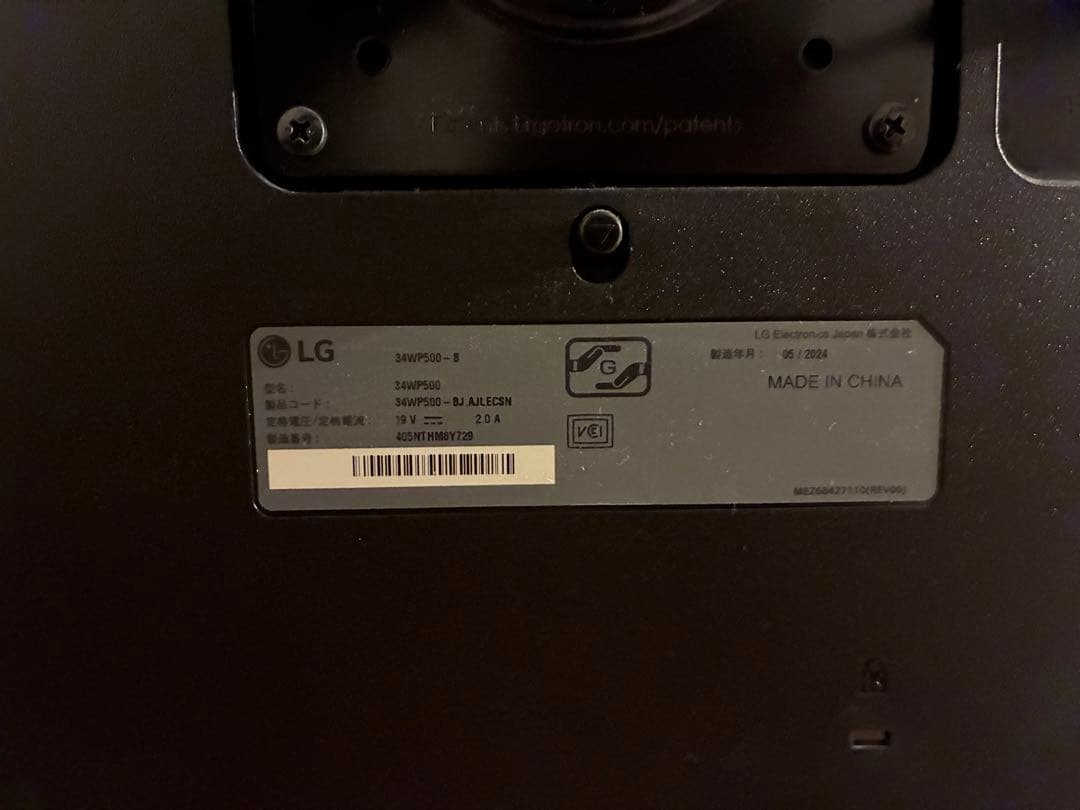 ergotron.com/patents
LG
34WP500-B
型名: 34WP500
製品コード: 34WP500-BJ.AJLECSN
定格電圧/定格電流: 19 V ⎓ 2.0 A
製造番号: 405NTHM8Y729
G
VCI
LG Electronics Japan 株式会社
製造年月: 05 / 2024
MADE IN CHINA
MEZ68427110(REV00)